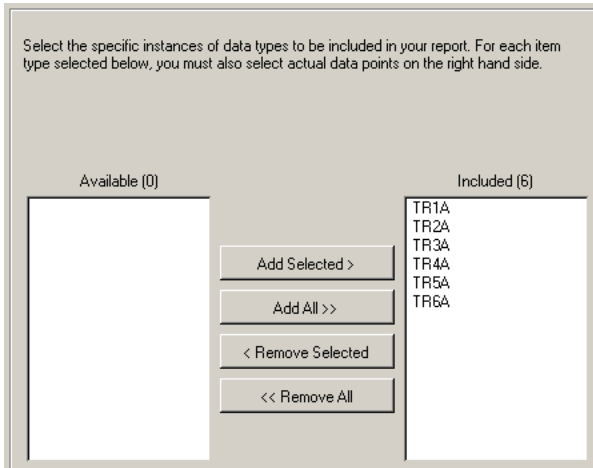 Select the specific instances of data types to be included in your report. For each item
type selected below, you must also select actual data points on the right hand side.
Available (0)
Included (6)
TR1A
TR2A
TR3A
TR4A
TR5A
TR6A
Add Selected >
Add All >>
< Remove Selected
<< Remove All